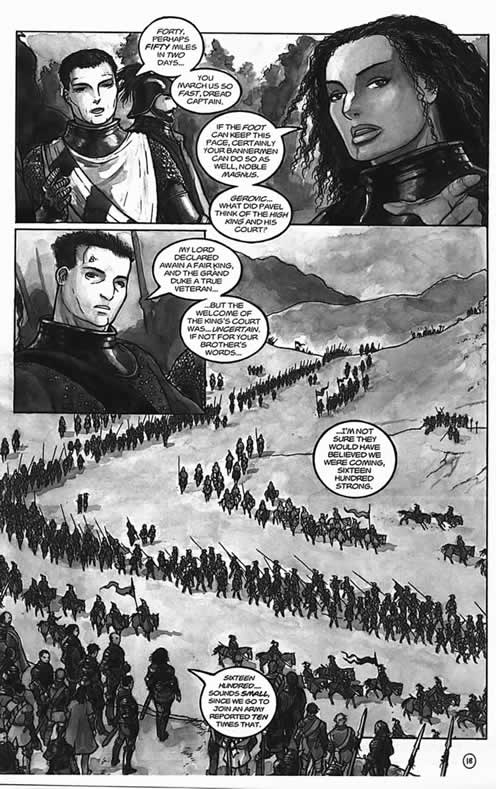 FORTY,
PERHAPS
FIFTY MILES
IN TWO
DAYS...
YOU
MARCH US SO
FAST, DREAD
CAPTAIN.
IF THE FOOT
CAN KEEP THIS
PACE, CERTAINLY
YOUR BANNERMEN
CAN DO SO AS
WELL, NOBLE
MAGNUS.
GEROVIC...
WHAT DID PAVEL
THINK OF THE HIGH
KING AND HIS
COURT?
MY LORD
DECLARED
AWAIN A FAIR KING,
AND THE GRAND
DUKE A TRUE
VETERAN...
...BUT THE
WELCOME OF
THE KING'S COURT
WAS... UNCERTAIN.
IF NOT FOR YOUR
BROTHER'S
WORDS...
...I'M NOT
SURE THEY
WOULD HAVE
BELIEVED WE
WERE COMING,
SIXTEEN
HUNDRED
STRONG.
SIXTEEN
HUNDRED....
SOUNDS SMALL,
SINCE WE GO TO
JOIN AN ARMY
REPORTED TEN
TIMES THAT.